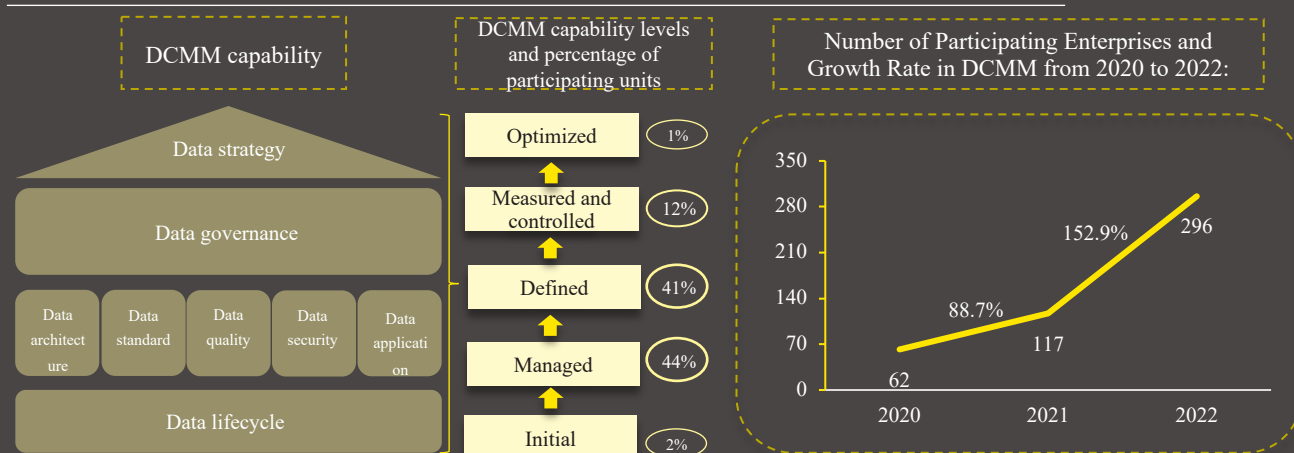 DCMM capability
Data strategy
Data governance
Data
architect
ure
Data
standard
Data
quality
Data
security
Data
applicati
on
Data lifecycle
DCMM capability levels
and percentage of
participating units
Optimized
1%
Measured and
controlled
12%
Defined
41%
Managed
44%
Initial
2%
Number of Participating Enterprises and
Growth Rate in DCMM from 2020 to 2022:
350
280
210
140
70
0
62
88.7%
117
152.9%
296
2020
2021
2022